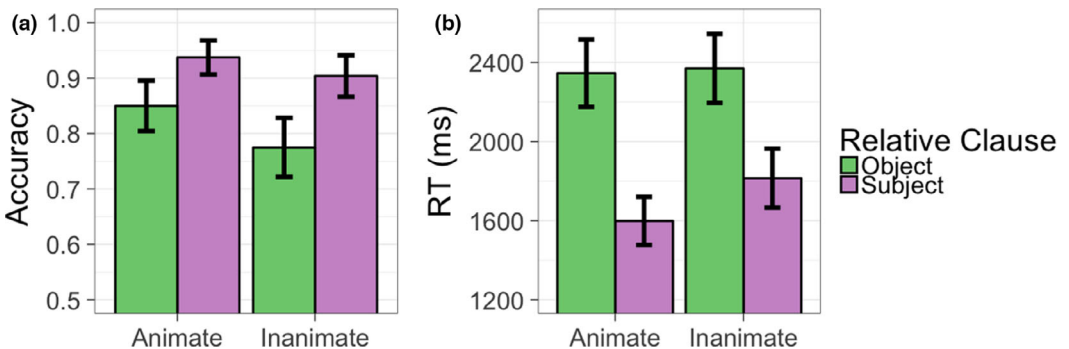 (a)
Accuracy
1.0
0.9
0.8
0.7
0.6
0.5
Animate Inanimate
(b)
RT (ms)
2400
2000
1600
1200
Animate Inanimate
Relative Clause
Object
Subject